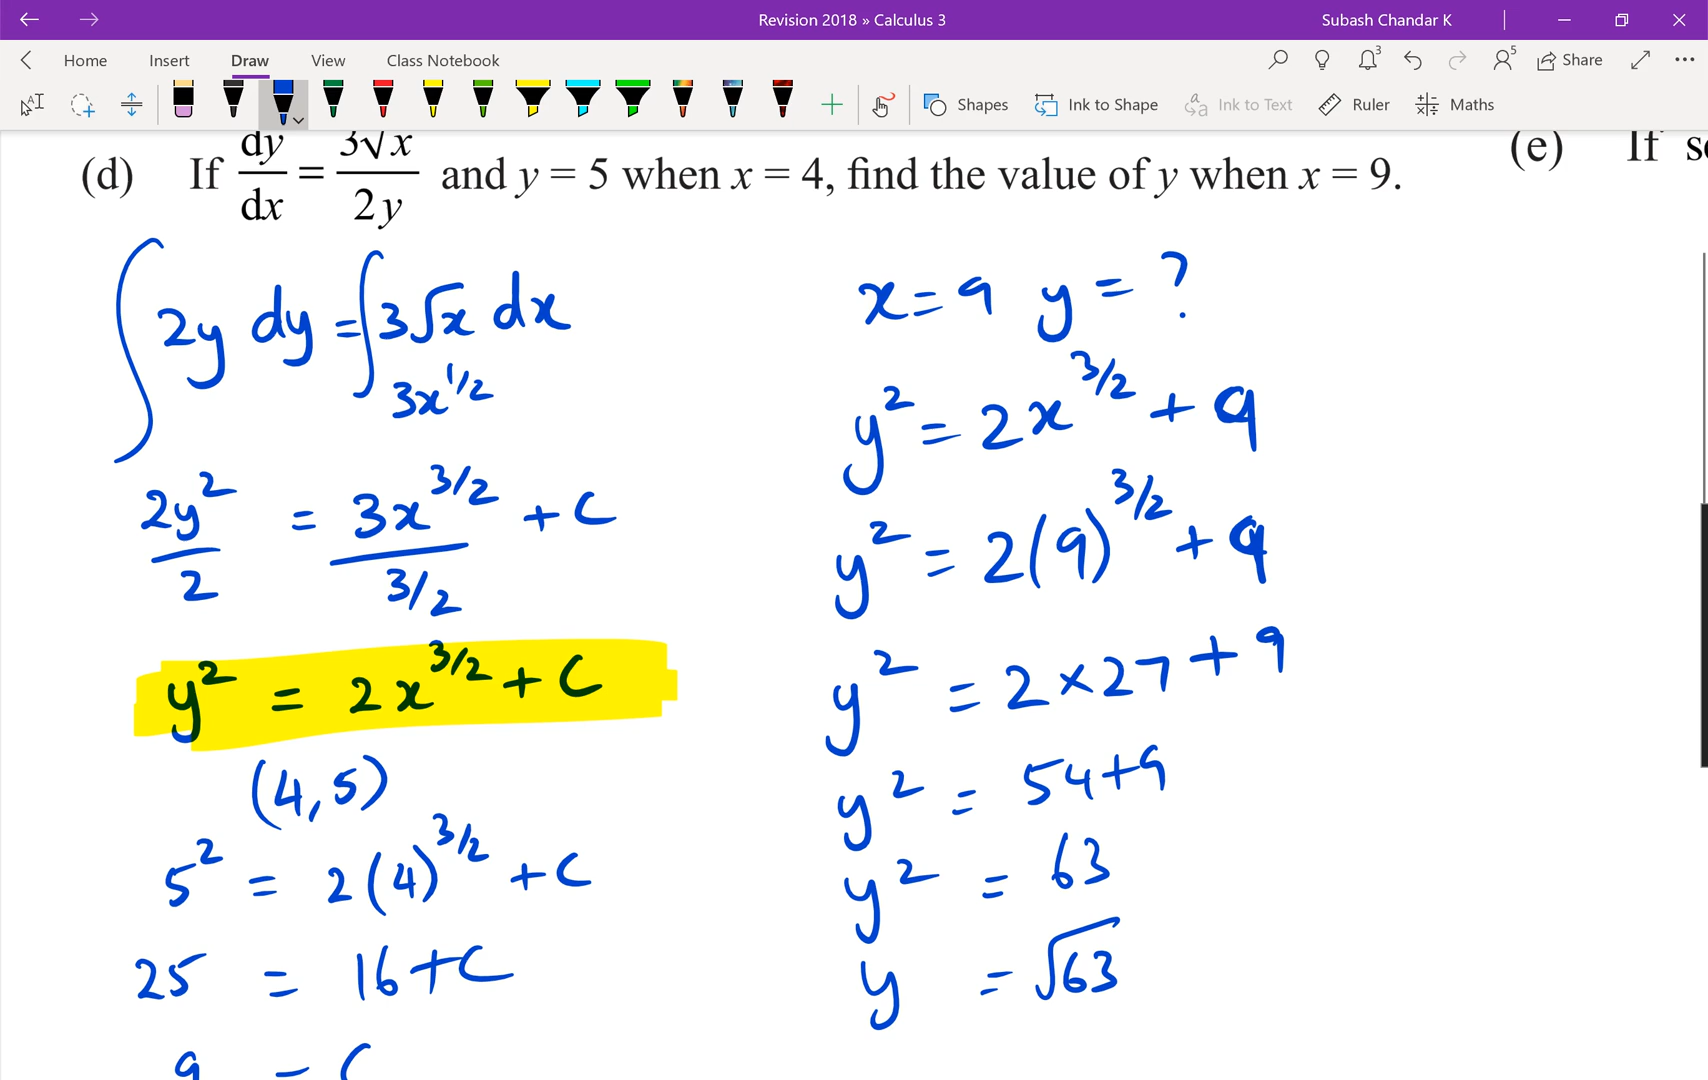 Revision 2018 » Calculus 3
Subash Chandar K
Home Insert Draw View Class Notebook
3 5 Share
Shapes Ink to Shape Ink to Text Ruler Maths
(d) If dy/dx = 3√x/2y and y = 5 when x = 4, find the value of y when x = 9.
(e) If s
∫2y dy = ∫3√x dx
3x^1/2
2y²/2 = 3x^3/2 / 3/2 + C
y² = 2x^3/2 + C
(4,5)
5² = 2(4)^3/2 + C
25 = 16 + C
9 = C
x = 9 y = ?
y² = 2x^3/2 + 9
y² = 2(9)^3/2 + 9
y² = 2 × 27 + 9
y² = 54 + 9
y² = 63
y = √63